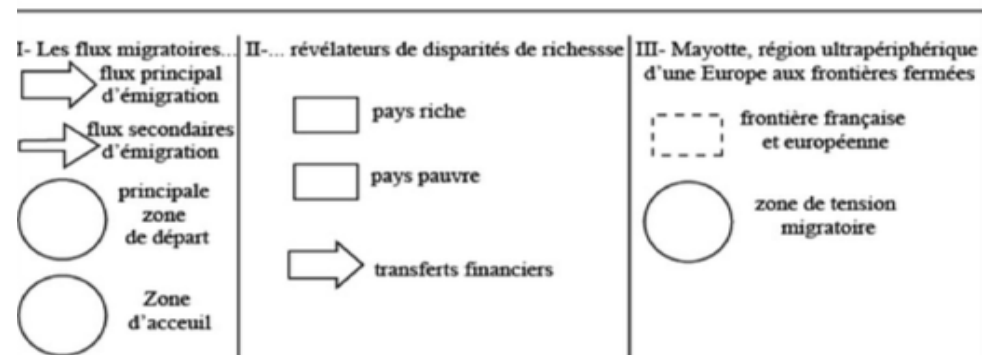 I- Les flux migratoires...
flux principal
d'émigration
flux secondaires
d'émigration
principale
zone
de départ
Zone
d'acceuil
II-... révélateurs de disparités de richessse
pays riche
pays pauvre
transferts financiers
III- Mayotte, région ultrapériphérique
d'une Europe aux frontières fermées
frontière française
et européenne
zone de tension
migratoire